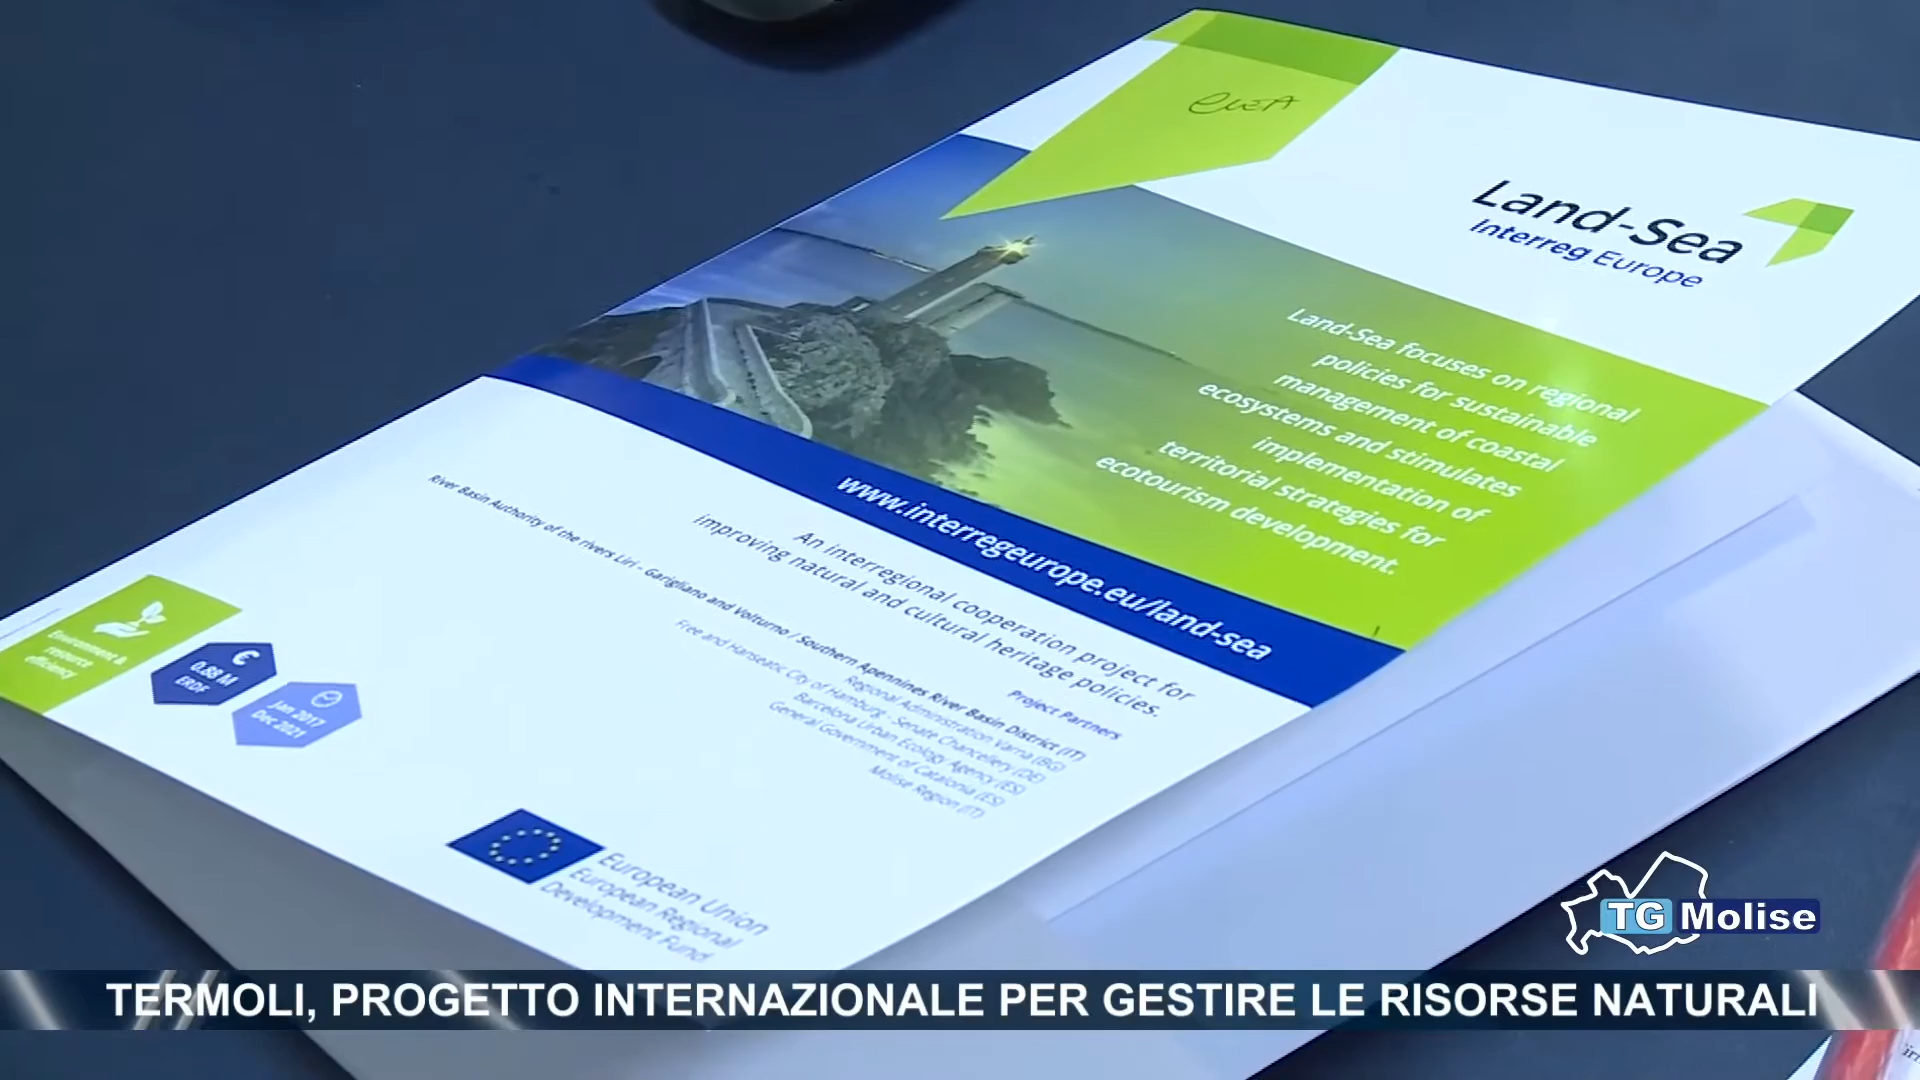 Land-Sea
Interreg Europe
Land-Sea focuses on regional
policies for sustainable
management of coastal
ecosystems and stimulates
implementation of
territorial strategies for
ecotourism development.
www.interregeurope.eu/land-sea
An interregional cooperation project for
improving natural and cultural heritage policies.
Project Partners
River Basin Authority of the rivers Liri - Garigliano and Volturno / Southern Apennines River Basin District (IT)
Regional Administration Varna (BG)
Free and Hanseatic City of Hamburg - Senate Chancellery (DE)
Barcelona Urban Ecology Agency (ES)
General Government of Catalonia (ES)
Molise Region (IT)
Environment &
resource
efficiency
€
0.88 M
ERDF
Jan 2017
Dec 2021
European Union
European Regional
Development Fund
TG Molise
TERMOLI, PROGETTO INTERNAZIONALE PER GESTIRE LE RISORSE NATURALI